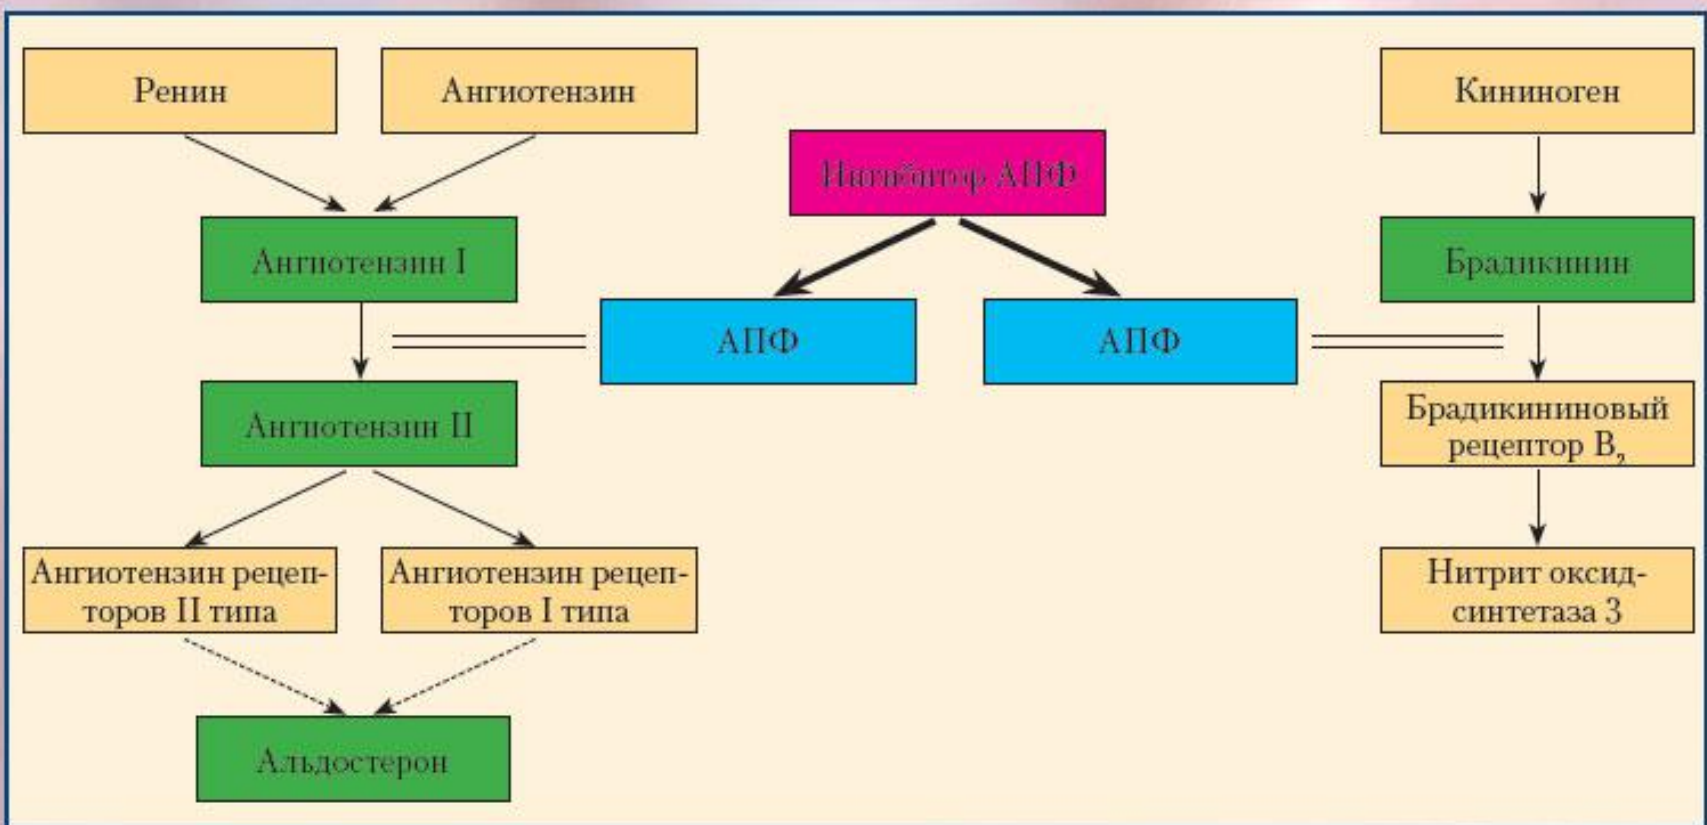 Ренин
Ангиотензин
Кининоген
Ингибитор АПФ
Ангиотензин I
Брадикинин
АПФ
АПФ
Ангиотензин II
Брадикининовый
рецептор В₂
Ангиотензин рецеп-
торов II типа
Ангиотензин рецеп-
торов I типа
Нитрит оксид-
синтетаза 3
Альдостерон